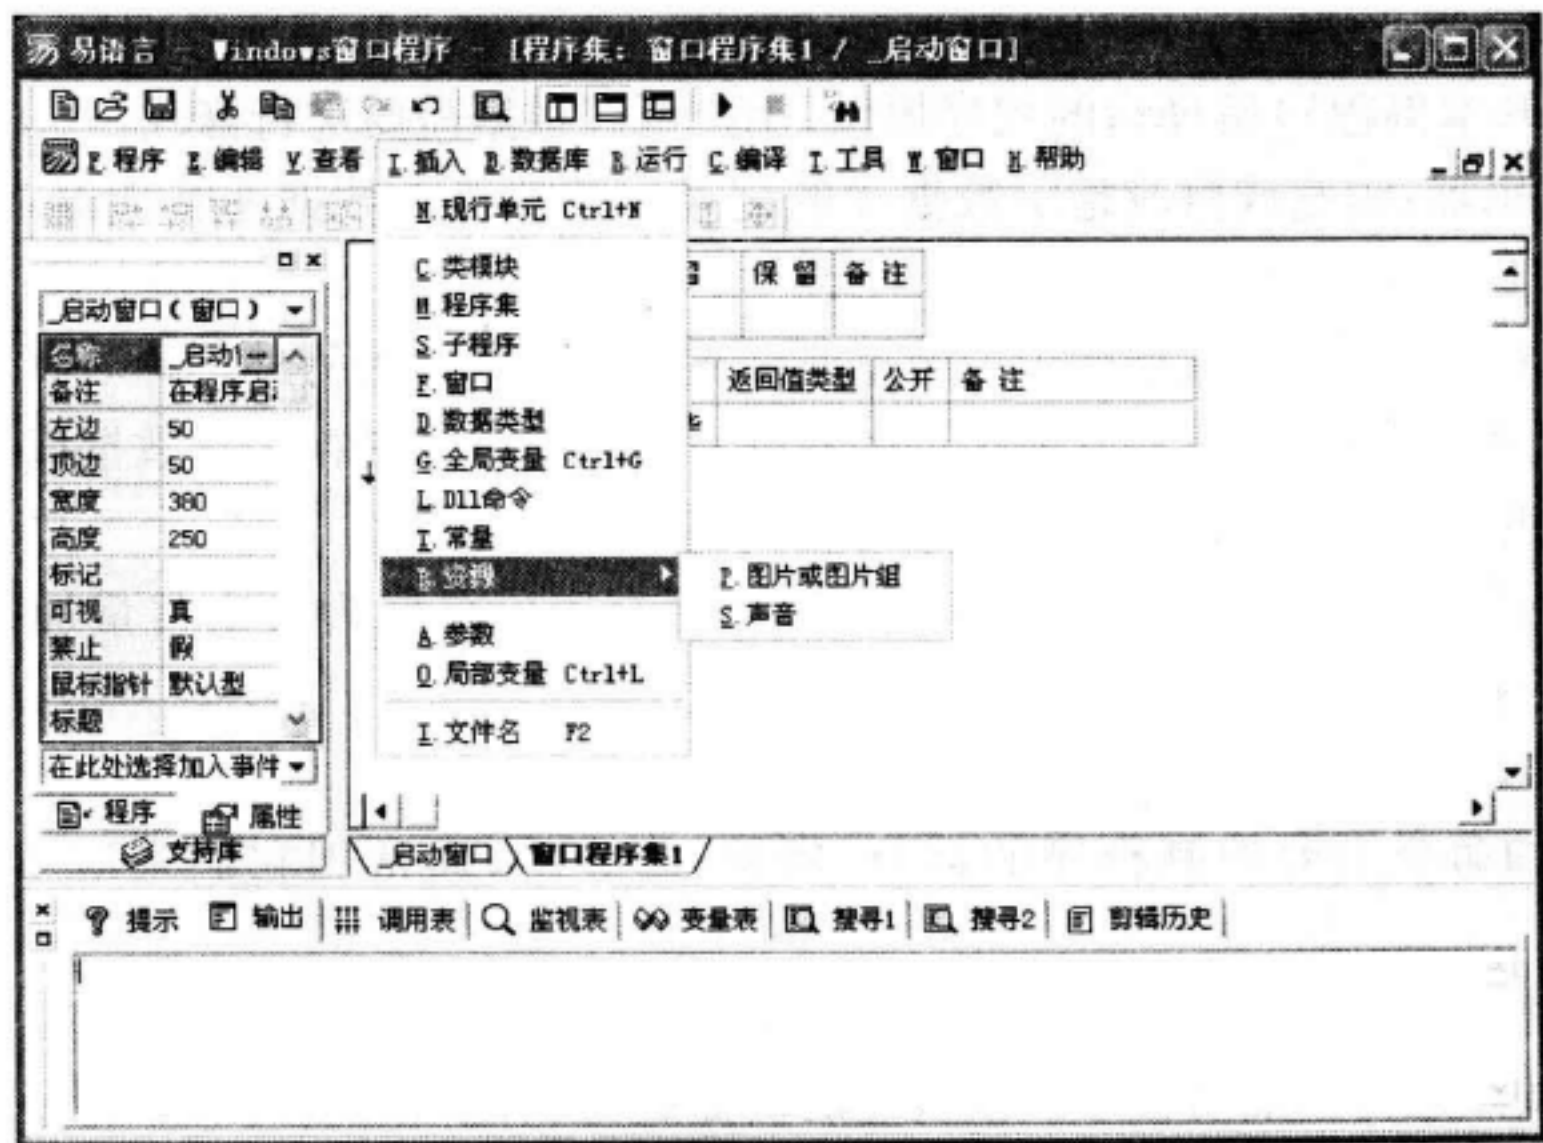 易语言 - Windows窗口程序 - [程序集: 窗口程序集1 / _启动窗口]
P.程序 E.编辑 V.查看 I.插入 B.数据库 R.运行 C.编译 T.工具 W.窗口 H.帮助
N.现行单元 Ctrl+N
C.类模块
M.程序集
S.子程序
F.窗口
D.数据类型
G.全局变量 Ctrl+G
L.Dll命令
T.常量
R.资源
P.图片或图片组
S.声音
A.参数
O.局部变量 Ctrl+L
I.文件名 F2
保 留 备 注
返回值类型 公开 备 注
_启动窗口(窗口)
名称 _启动
备注 在程序启
左边 50
顶边 50
宽度 380
高度 250
标记
可视 真
禁止 假
鼠标指针 默认型
标题
在此处选择加入事件
程序 属性
支持库
_启动窗口 窗口程序集1
提示 输出 调用表 监视表 变量表 搜寻1 搜寻2 剪辑历史